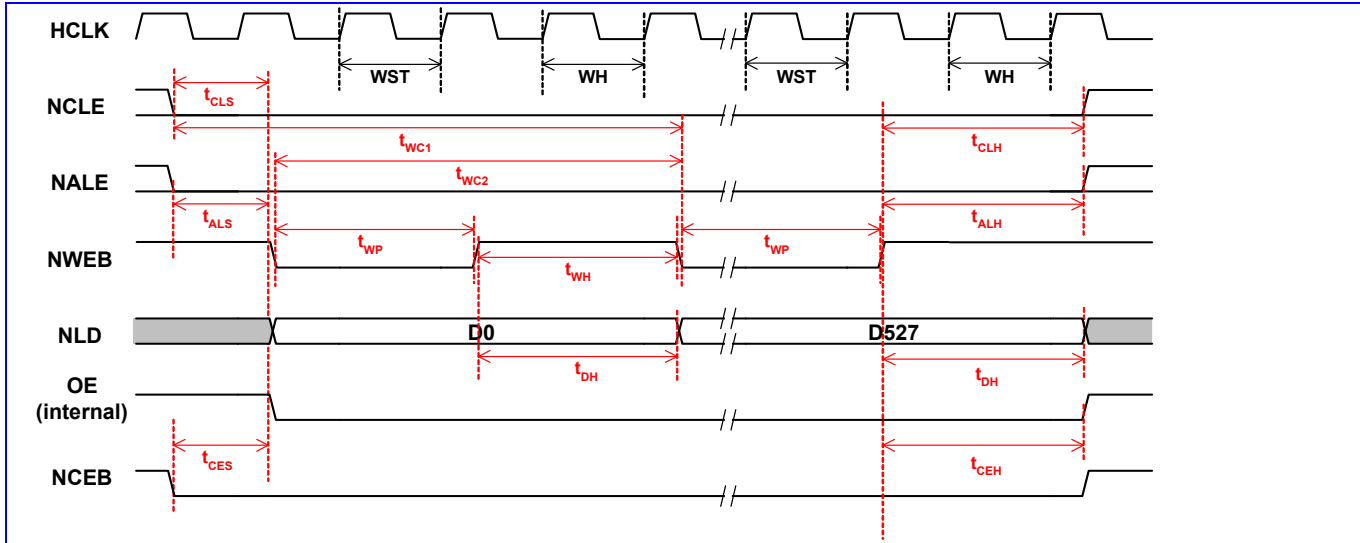 HCLK
WST
WH
WST
WH
tCLS
NCLE
tWC1
tCLH
tWC2
NALE
tALS
tALH
tWP
tWP
NWEB
tWH
NLD
D0
D527
tDH
tDH
OE
(internal)
tCES
tCEH
NCEB